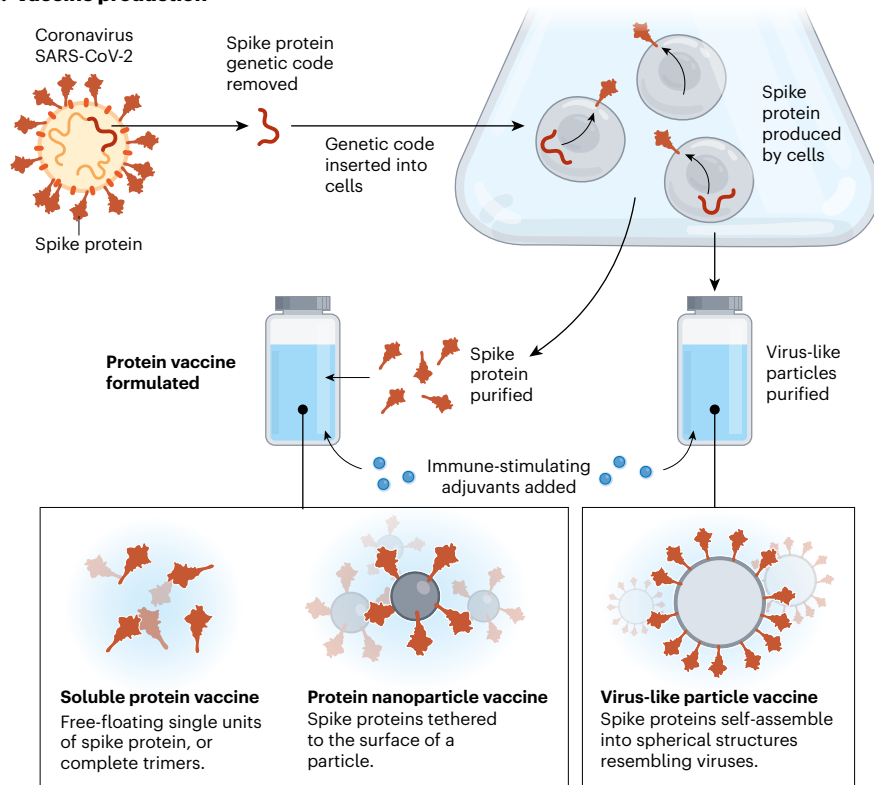 Vaccine production
Coronavirus
SARS-CoV-2
Spike protein
genetic code
removed
Genetic code
inserted into
cells
Spike
protein
produced
by cells
Spike protein
Protein vaccine
formulated
Spike
protein
purified
Virus-like
particles
purified
Immune-stimulating
adjuvants added
Soluble protein vaccine
Free-floating single units
of spike protein, or
complete trimers.
Protein nanoparticle vaccine
Spike proteins tethered
to the surface of a
particle.
Virus-like particle vaccine
Spike proteins self-assemble
into spherical structures
resembling viruses.